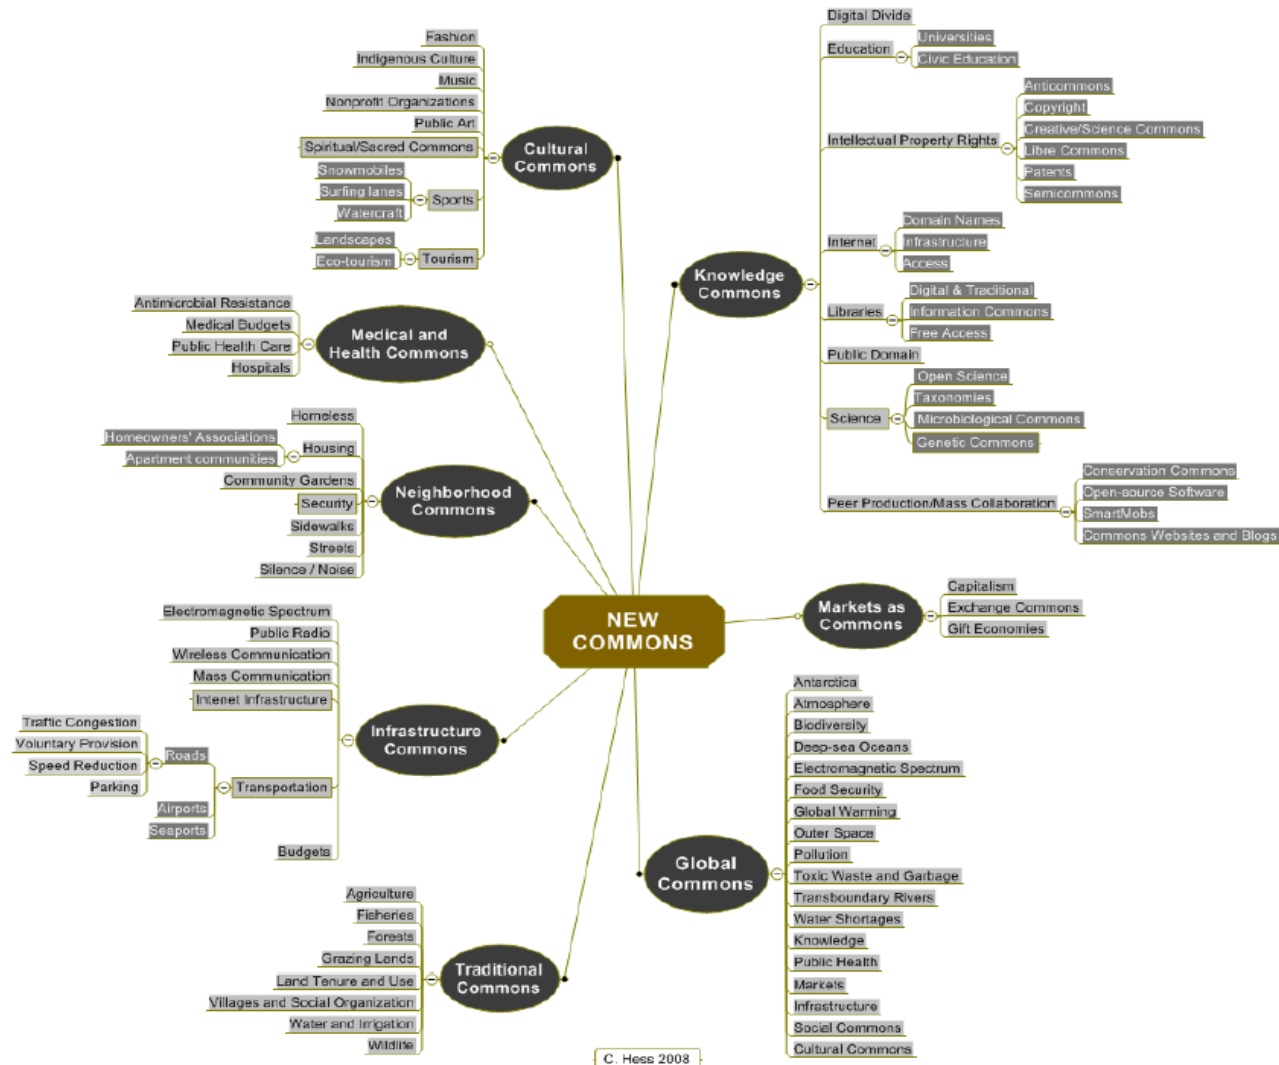 Fashion
Indigenous Culture
Music
Nonprofit Organizations
Public Art
Spiritual/Sacred Commons
Snowmobiles
Surfing lanes
Watercraft
Sports
Landscapes
Eco-tourism
Tourism
Cultural
Commons
Antimicrobial Resistance
Medical Budgets
Public Health Care
Hospitals
Medical and
Health Commons
Homeless
Homeowners' Associations
Apartment communities
Housing
Community Gardens
Security
Sidewalks
Streets
Silence / Noise
Neighborhood
Commons
Electromagnetic Spectrum
Public Radio
Wireless Communication
Mass Communication
Intenet Infrastructure
Traffic Congestion
Voluntary Provision
Speed Reduction
Parking
Roads
Airports
Seaports
Transportation
Budgets
Infrastructure
Commons
Agriculture
Fisheries
Forests
Grazing Lands
Land Tenure and Use
Villages and Social Organization
Water and Irrigation
Wildlife
Traditional
Commons
NEW
COMMONS
Knowledge
Commons
Digital Divide
Education
Universities
Civic Education
Intellectual Property Rights
Anticommons
Copyright
Creative/Science Commons
Libre Commons
Patents
Semicommons
Internet
Domain Names
Infrastructure
Access
Libraries
Digital & Traditional
Information Commons
Free Access
Public Domain
Science
Open Science
Taxonomies
Microbiological Commons
Genetic Commons
Peer Production/Mass Collaboration
Conservation Commons
Open-source Software
SmartMobs
Commons Websites and Blogs
Markets as
Commons
Capitalism
Exchange Commons
Gift Economies
Global
Commons
Antarctica
Atmosphere
Biodiversity
Deep-sea Oceans
Electromagnetic Spectrum
Food Security
Global Warming
Outer Space
Pollution
Toxic Waste and Garbage
Transboundary Rivers
Water Shortages
Knowledge
Public Health
Markets
Infrastructure
Social Commons
Cultural Commons
C. Hess 2008